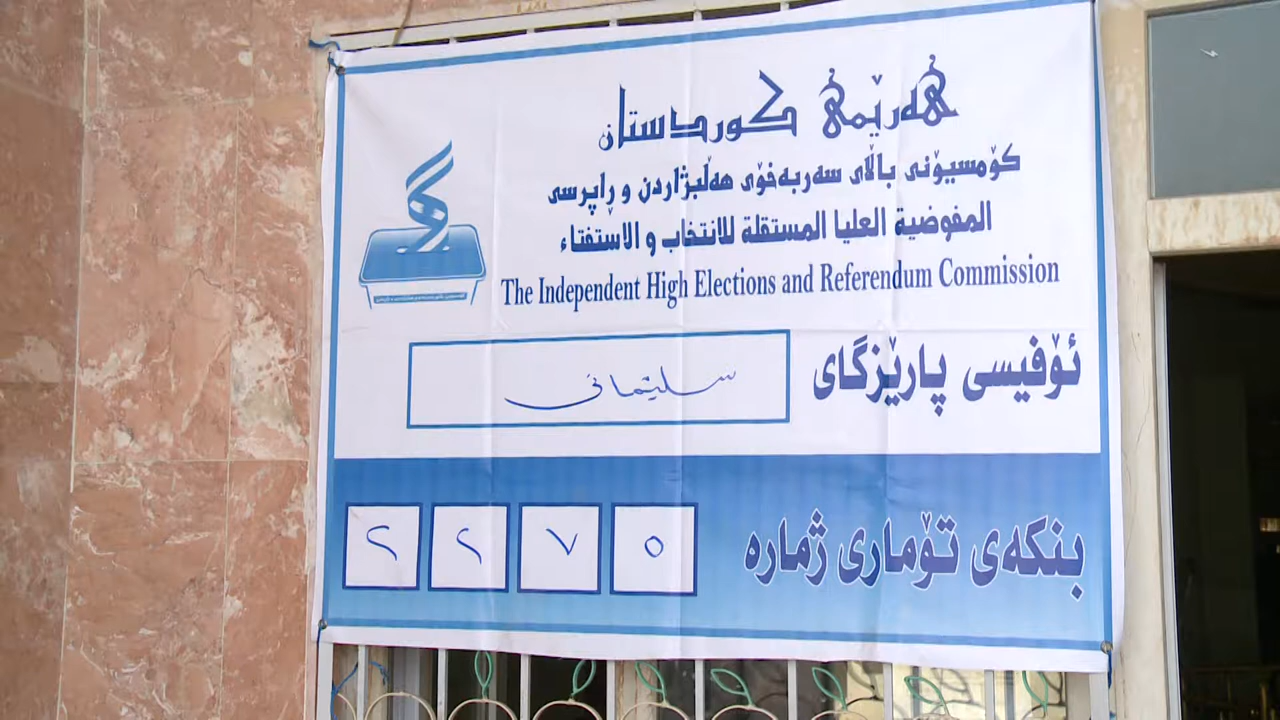 هەرێمی کوردستان
کۆمسیۆنی باڵای سەربەخۆی هەڵبژاردن و ڕاپرسی
المفوضية العليا المستقلة للانتخاب و الاستفتاء
The Independent High Elections and Referendum Commission
ئۆفیسی پارێزگای سلێمانی
بنکەی تۆماری ژمارە ٢٢٧٥